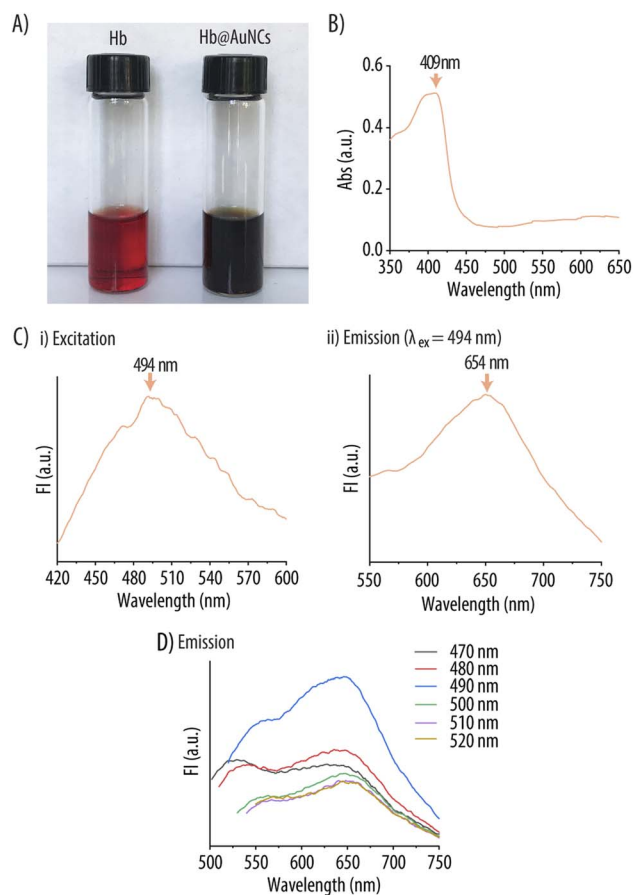 A)
Hb
Hb@AuNCs
B)
409nm
0.6
0.4
0.2
0.0
Abs (a.u.)
350 400 450 500 550 600 650
Wavelength (nm)
C) i) Excitation
494 nm
FI (a.u.)
420 450 480 510 540 570 600
Wavelength (nm)
ii) Emission (λex = 494 nm)
654 nm
FI (a.u.)
550 600 650 700 750
Wavelength (nm)
D) Emission
470 nm
480 nm
490 nm
500 nm
510 nm
520 nm
FI (a.u.)
500 550 600 650 700 750
Wavelength (nm)